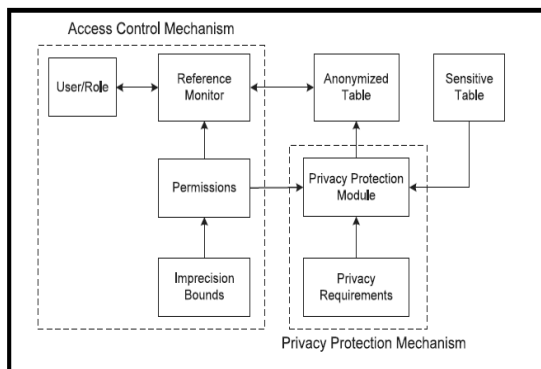 Access Control Mechanism
User/Role
Reference
Monitor
Anonymized
Table
Sensitive
Table
Permissions
Privacy Protection
Module
Imprecision
Bounds
Privacy
Requirements
Privacy Protection Mechanism